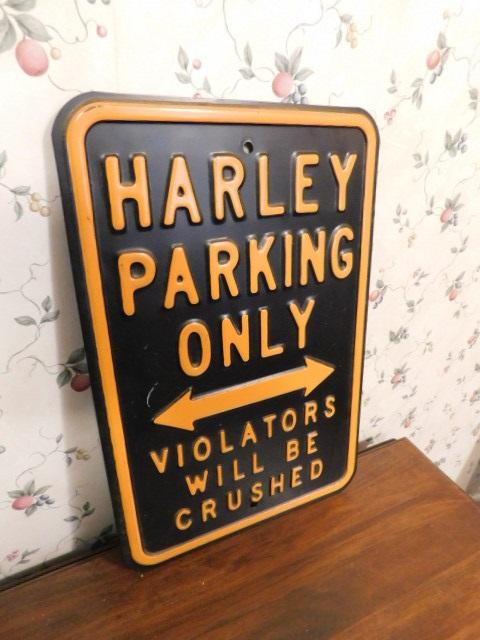 HARLEY
PARKING
ONLY
VIOLATORS
WILL BE
CRUSHED